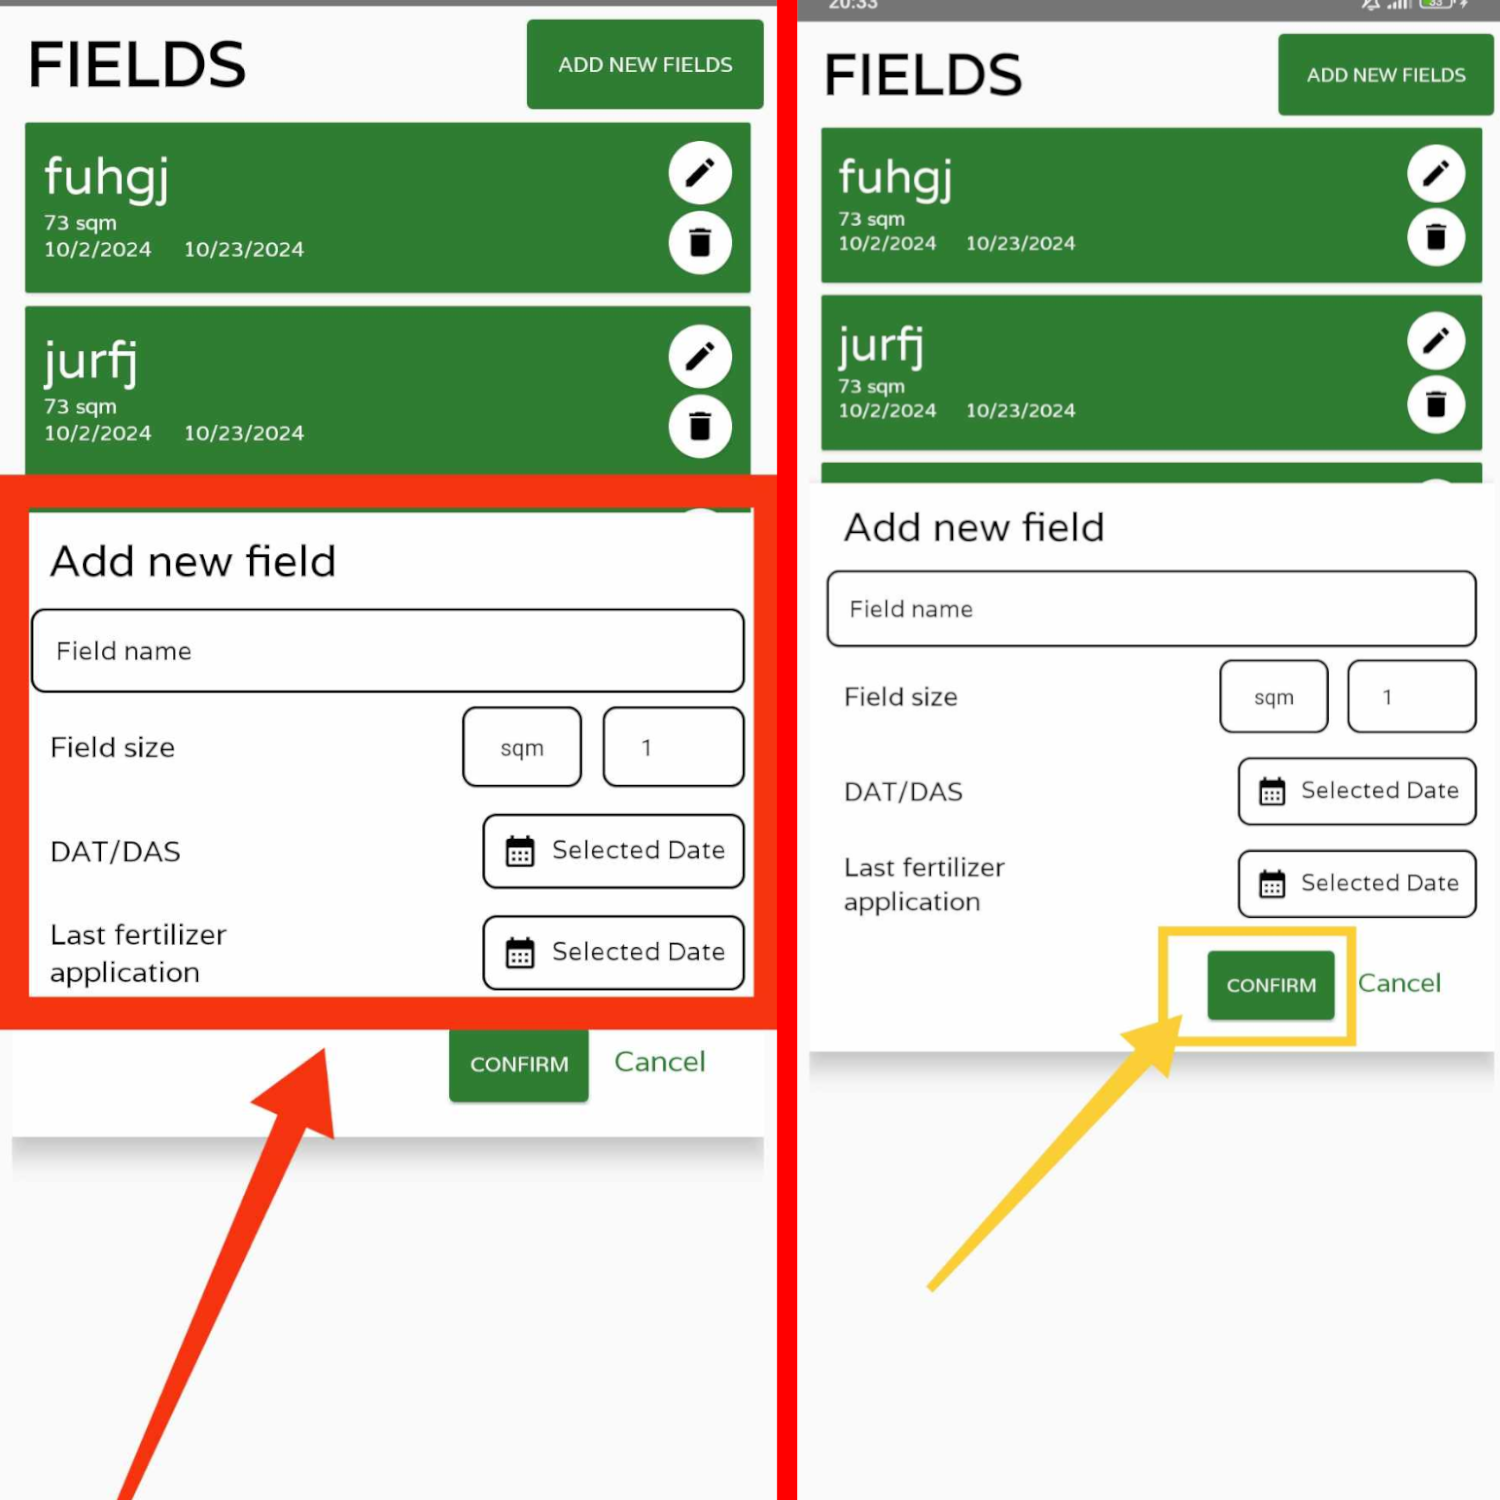 FIELDS
ADD NEW FIELDS
fuhgj
73 sqm
10/2/2024 10/23/2024
jurfj
73 sqm
10/2/2024 10/23/2024
Add new field
Field name
Field size sqm 1
DAT/DAS Selected Date
Last fertilizer
application
Selected Date
CONFIRM Cancel
20:33
33
FIELDS
ADD NEW FIELDS
fuhgj
73 sqm
10/2/2024 10/23/2024
jurfj
73 sqm
10/2/2024 10/23/2024
Add new field
Field name
Field size sqm 1
DAT/DAS Selected Date
Last fertilizer
application
Selected Date
CONFIRM Cancel